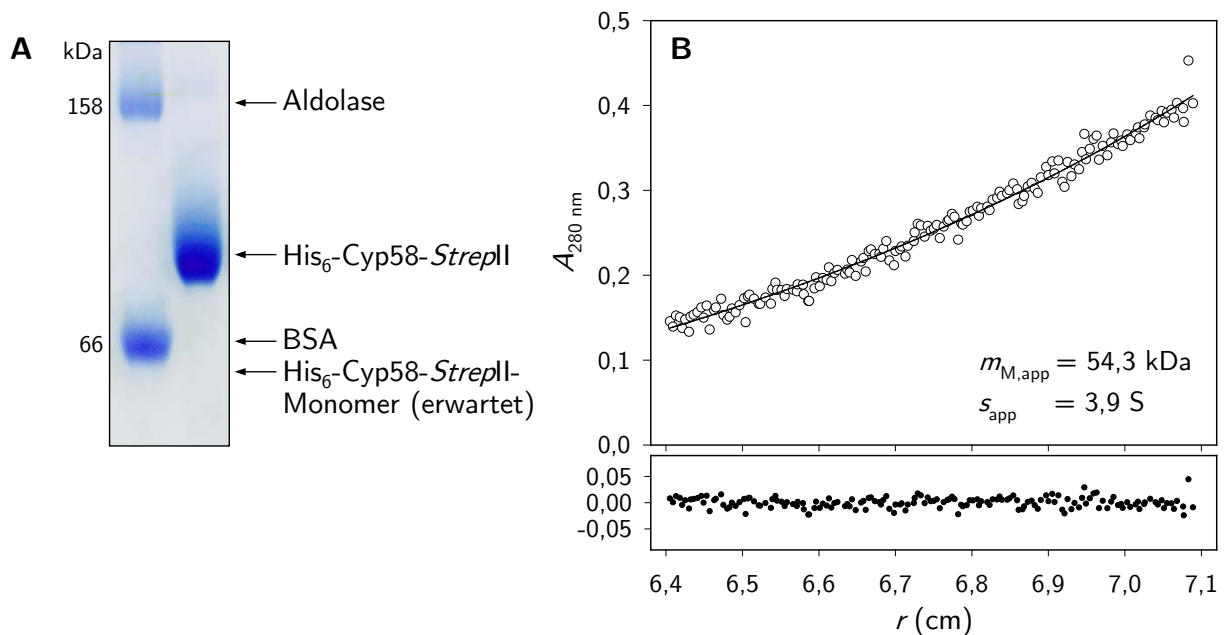 A
kDa
158
Aldolase
His₆-Cyp58-StrepII
66
BSA
His₆-Cyp58-StrepII-
Monomer (erwartet)
B
0,5
0,4
0,3
0,2
0,1
0,0
A₂₈₀ ₙₘ
m_M,app = 54,3 kDa
s_app = 3,9 S
0,05
0,00
-0,05
6,4 6,5 6,6 6,7 6,8 6,9 7,0 7,1
r (cm)